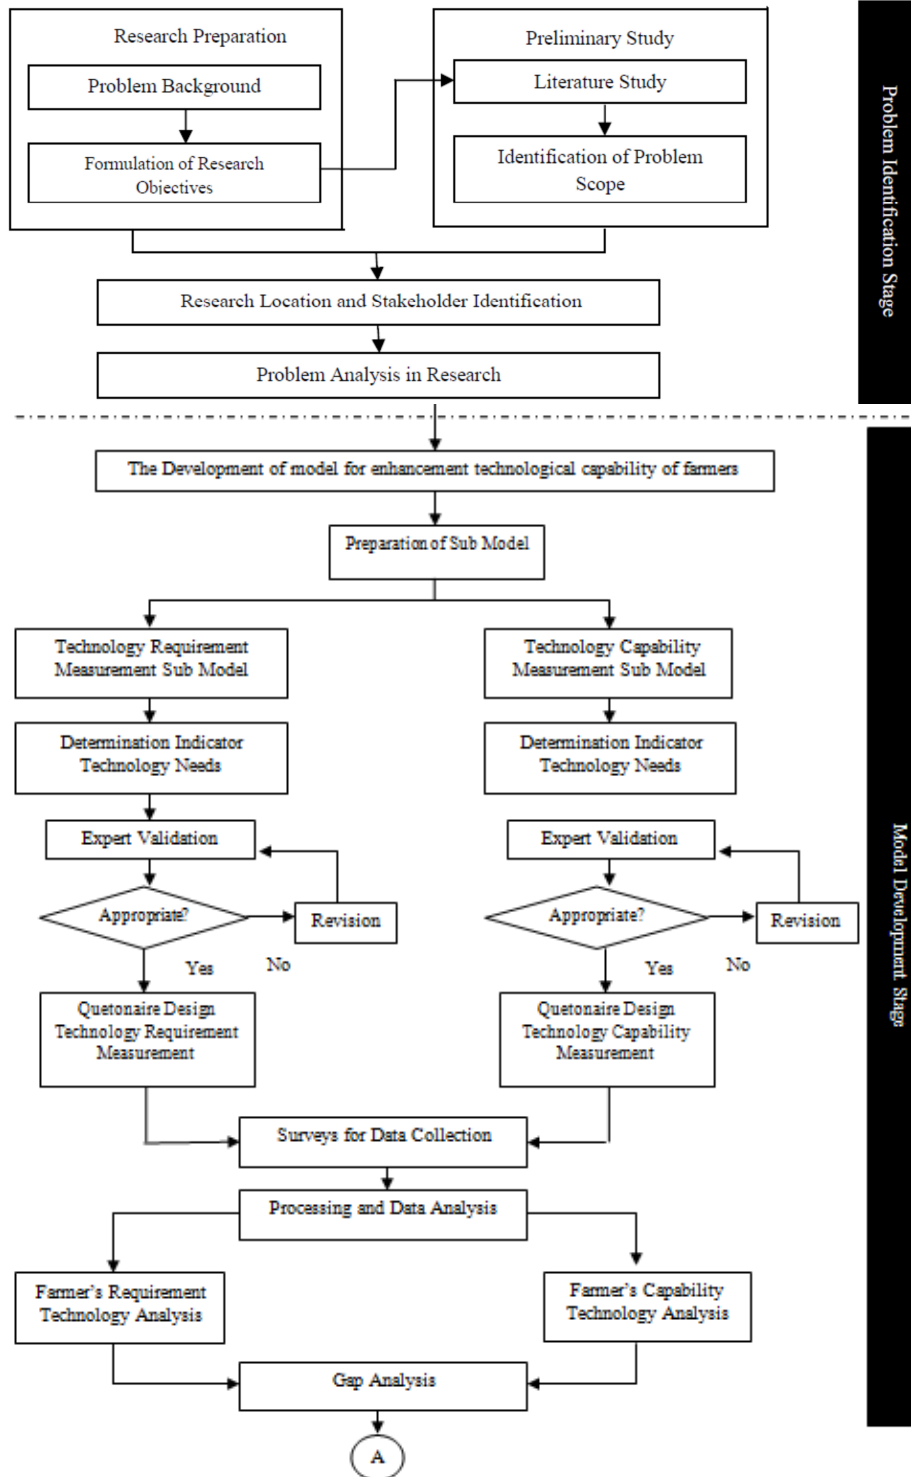 Research Preparation
Problem Background
Formulation of Research
Objectives
Preliminary Study
Literature Study
Identification of Problem
Scope
Problem Identification Stage
Research Location and Stakeholder Identification
Problem Analysis in Research
The Development of model for enhancement technological capability of farmers
Preparation of Sub Model
Technology Requirement
Measurement Sub Model
Technology Capability
Measurement Sub Model
Determination Indicator
Technology Needs
Determination Indicator
Technology Needs
Expert Validation
Expert Validation
Appropriate?
Revision
Appropriate?
Revision
Yes
No
Yes
No
Model Development Stage
Quetonaire Design
Technology Requirement
Measurement
Quetonaire Design
Technology Capability
Measurement
Surveys for Data Collection
Processing and Data Analysis
Farmer's Requirement
Technology Analysis
Farmer's Capability
Technology Analysis
Gap Analysis
A